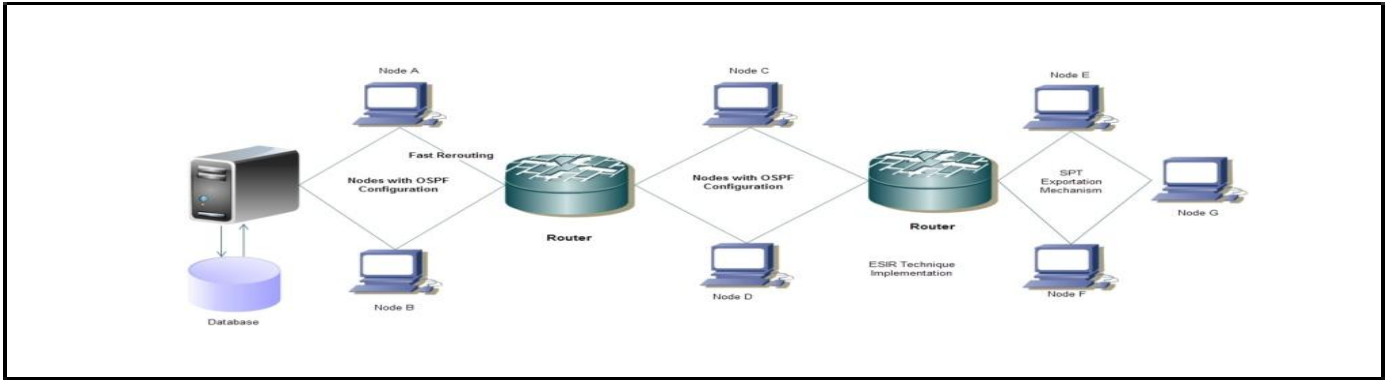 Node A
Node C
Node E
Fast Rerouting
Nodes with OSPF
Configuration
Nodes with OSPF
Configuration
SPT
Exportation
Mechanism
Node G
Router
Router
ESIR Technique
Implementation
Node B
Node D
Node F
Database